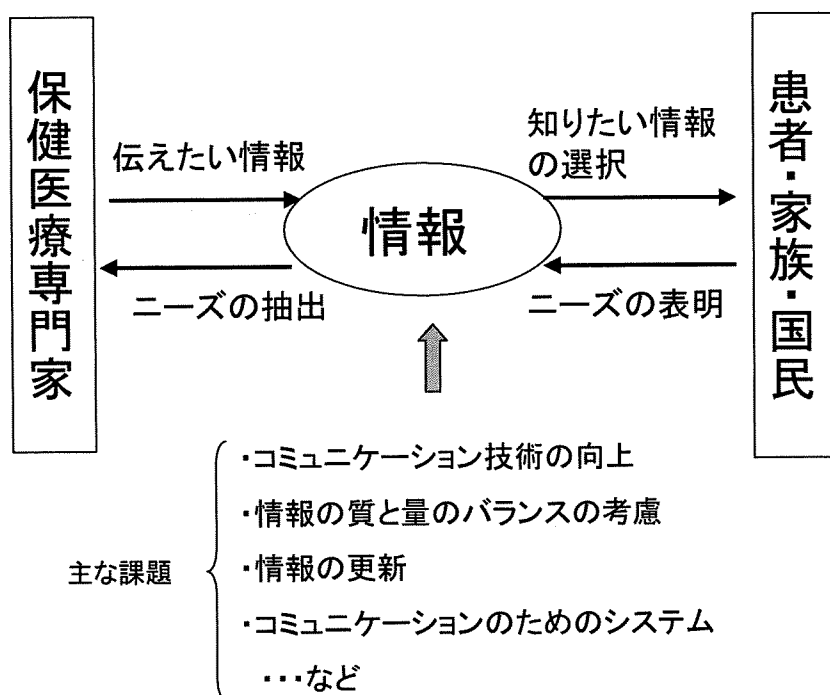 保健医療専門家
伝えたい情報
ニーズの抽出
情報
知りたい情報
の選択
ニーズの表明
患者・家族・国民
主な課題
・コミュニケーション技術の向上
・情報の質と量のバランスの考慮
・情報の更新
・コミュニケーションのためのシステム
・・・など